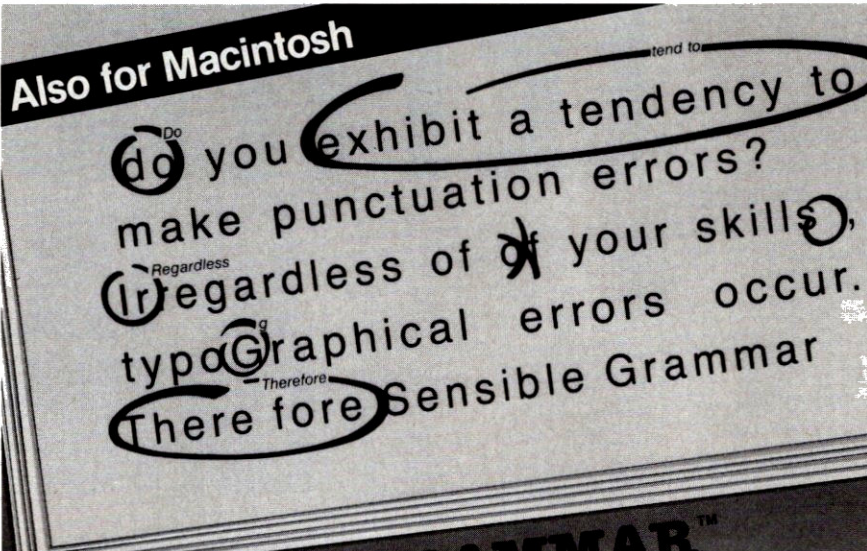 Also for Macintosh
tend to
Do
do you exhibit a tendency to
make punctuation errors?
Regardless
Irregardless of of your skills ,
g
typoGraphical errors occur.
Therefore
There fore Sensible Grammar
GRAMMAR™